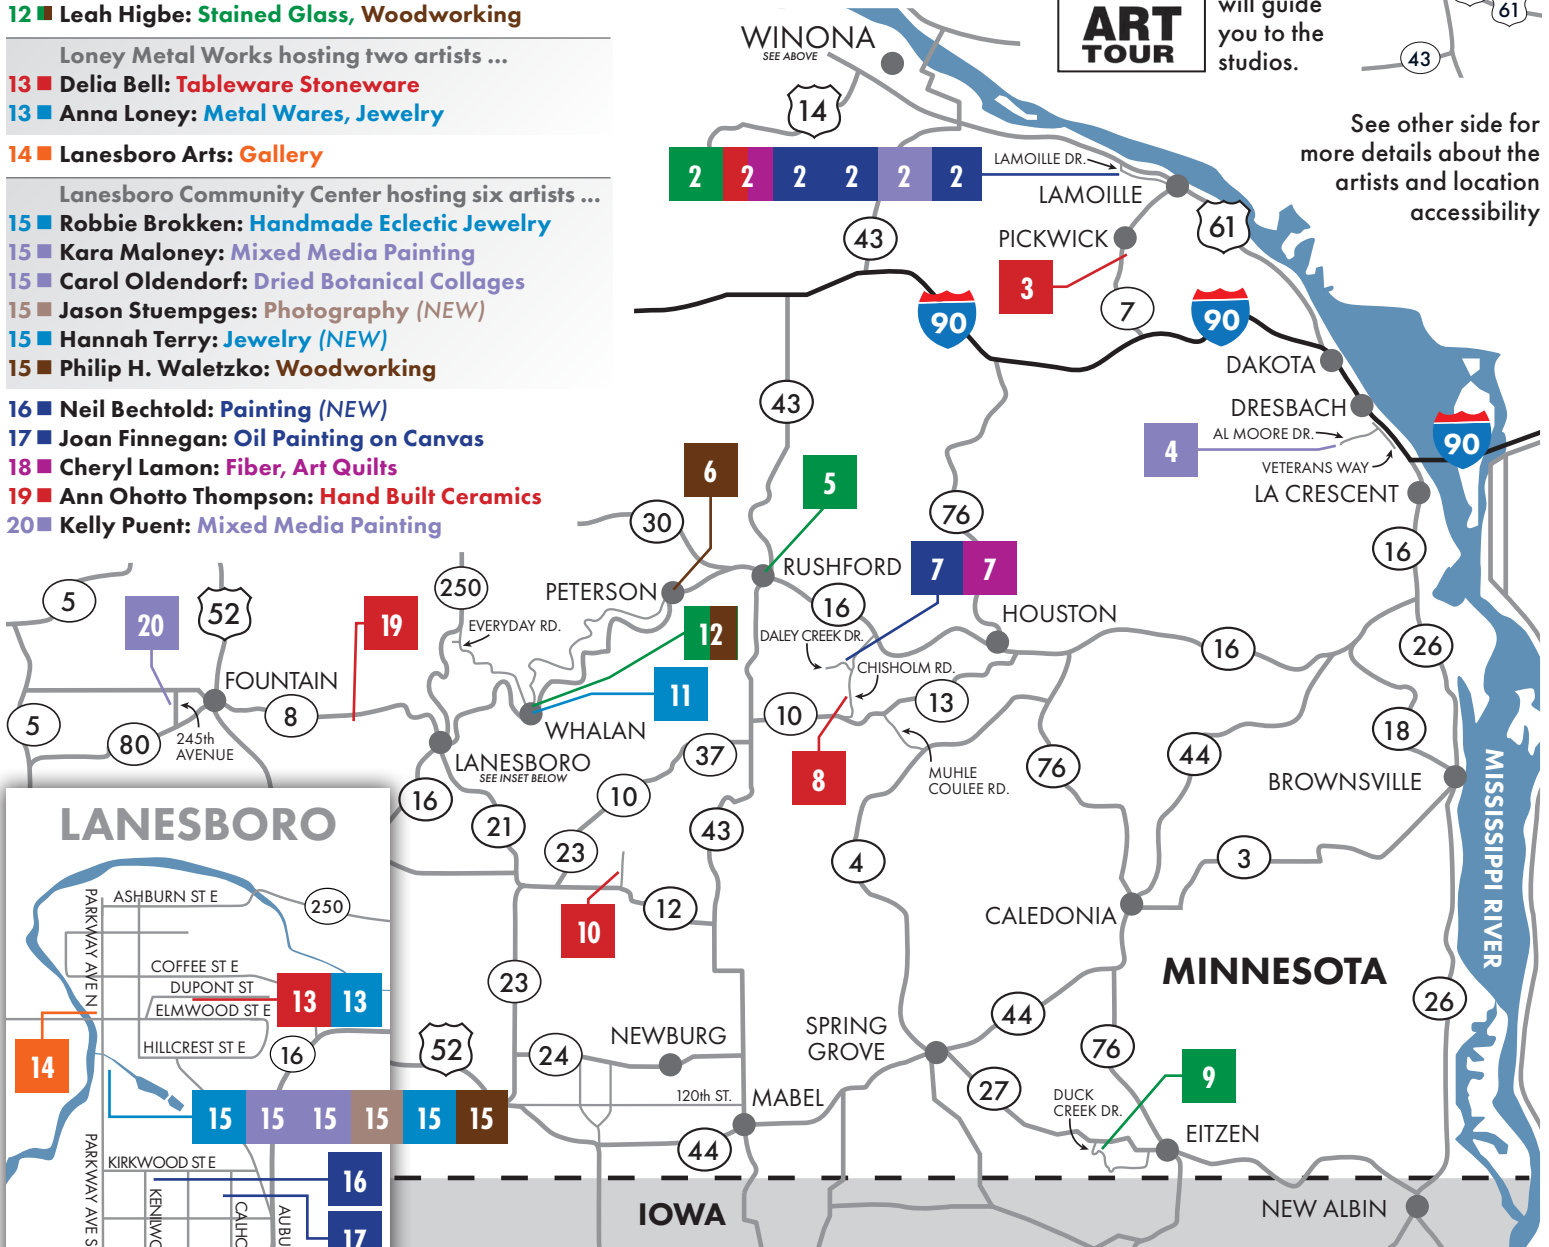 12 Leah Higbe: Stained Glass, Woodworking
Loney Metal Works hosting two artists ...
13 Delia Bell: Tableware Stoneware
13 Anna Loney: Metal Wares, Jewelry
14 Lanesboro Arts: Gallery
Lanesboro Community Center hosting six artists ...
15 Robbie Brokken: Handmade Eclectic Jewelry
15 Kara Maloney: Mixed Media Painting
15 Carol Oldendorf: Dried Botanical Collages
15 Jason Stuempges: Photography (NEW)
15 Hannah Terry: Jewelry (NEW)
15 Philip H. Waletzko: Woodworking
16 Neil Bechtold: Painting (NEW)
17 Joan Finnegan: Oil Painting on Canvas
18 Cheryl Lamon: Fiber, Art Quilts
19 Ann Ohotto Thompson: Hand Built Ceramics
20 Kelly Puent: Mixed Media Painting
ART
TOUR
will guide
you to the
studios.
61
43
See other side for
more details about the
artists and location
accessibility
WINONA
SEE ABOVE
14
2 2 2 2 2 2
LAMOILLE DR.
LAMOILLE
61
43
PICKWICK
3
7
90
90
DAKOTA
DRESBACH
AL MOORE DR.
4
VETERANS WAY
90
LA CRESCENT
43
6
5
30
76
16
7 7
PETERSON
RUSHFORD
16
HOUSTON
DALEY CREEK DR.
CHISHOLM RD.
16
26
5
20
52
19
250
EVERYDAY RD.
12
11
FOUNTAIN
8
WHALAN
10
13
5
80
245th
AVENUE
LANESBORO
SEE INSET BELOW
37
8
MUHLE
COULEE RD.
76
44
18
BROWNSVILLE
16
21
10
23
43
4
3
12
10
CALEDONIA
MINNESOTA
MISSISSIPPI RIVER
23
26
44
SPRING
GROVE
76
52
24
NEWBURG
27
9
DUCK
CREEK DR.
120th ST.
MABEL
EITZEN
44
IOWA
NEW ALBIN
LANESBORO
PARKWAY AVE N
ASHBURN ST E
250
COFFEE ST E
DUPONT ST
13 13
ELMWOOD ST E
HILLCREST ST E
16
14
15 15 15 15 15 15
PARKWAY AVE S
KIRKWOOD ST E
16
KENILWO
CALHO
AUBU
17